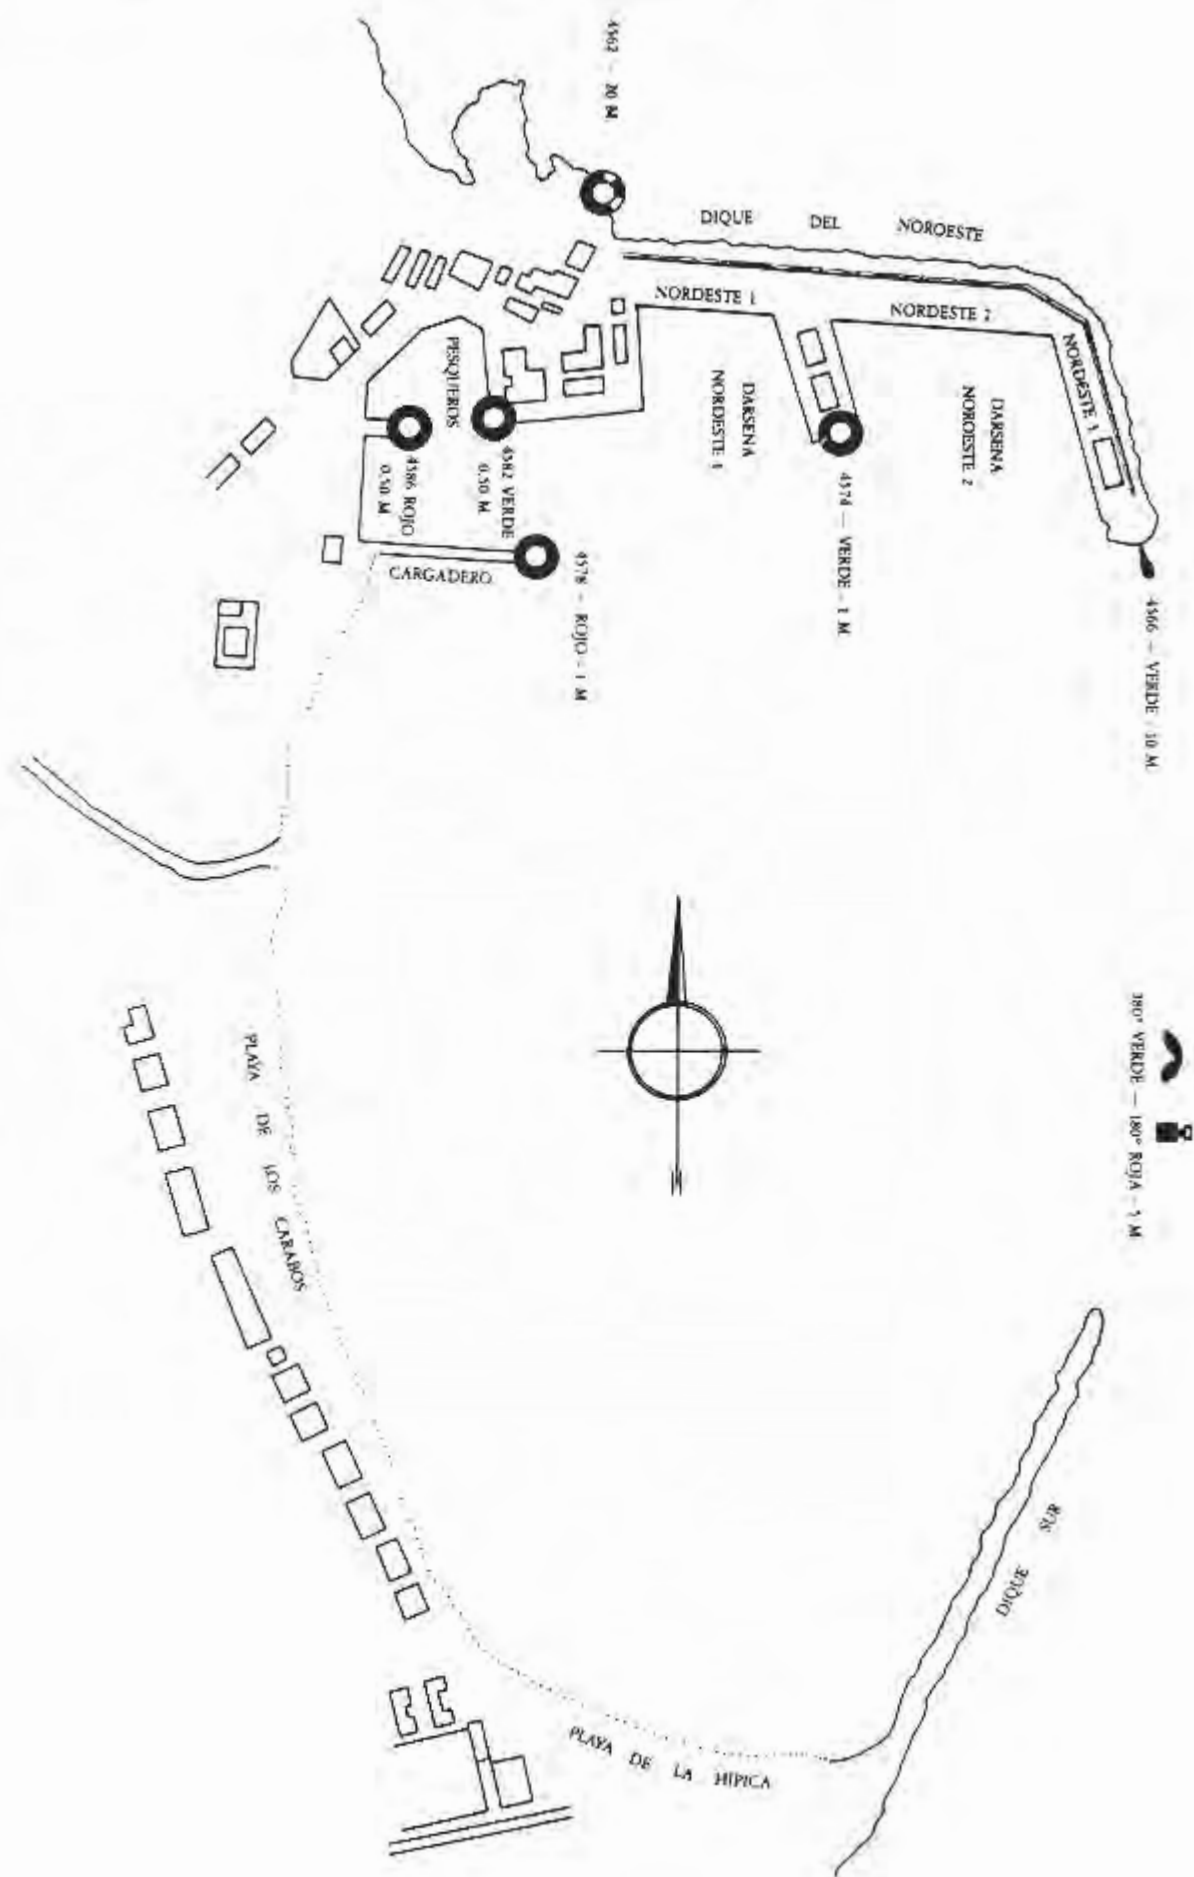 4562 - 20 M.
DIQUE DEL NOROESTE
NORDESTE 1
NORDESTE 2
NORDESTE 3
PESQUEROS
DARSENA
NORDESTE 1
DARSENA
NOROESTE 2
4586 ROJO
0,50 M
4582 VERDE
0,50 M
4578 - ROJO - 1 M
4574 - VERDE - 1 M
4566 - VERDE 10 M.
CARGADERO
N
180° VERDE — 180° ROJA - 5 M
PLAYA DE LOS CARABOS
DIQUE SUR
PLAYA DE LA HIPICA